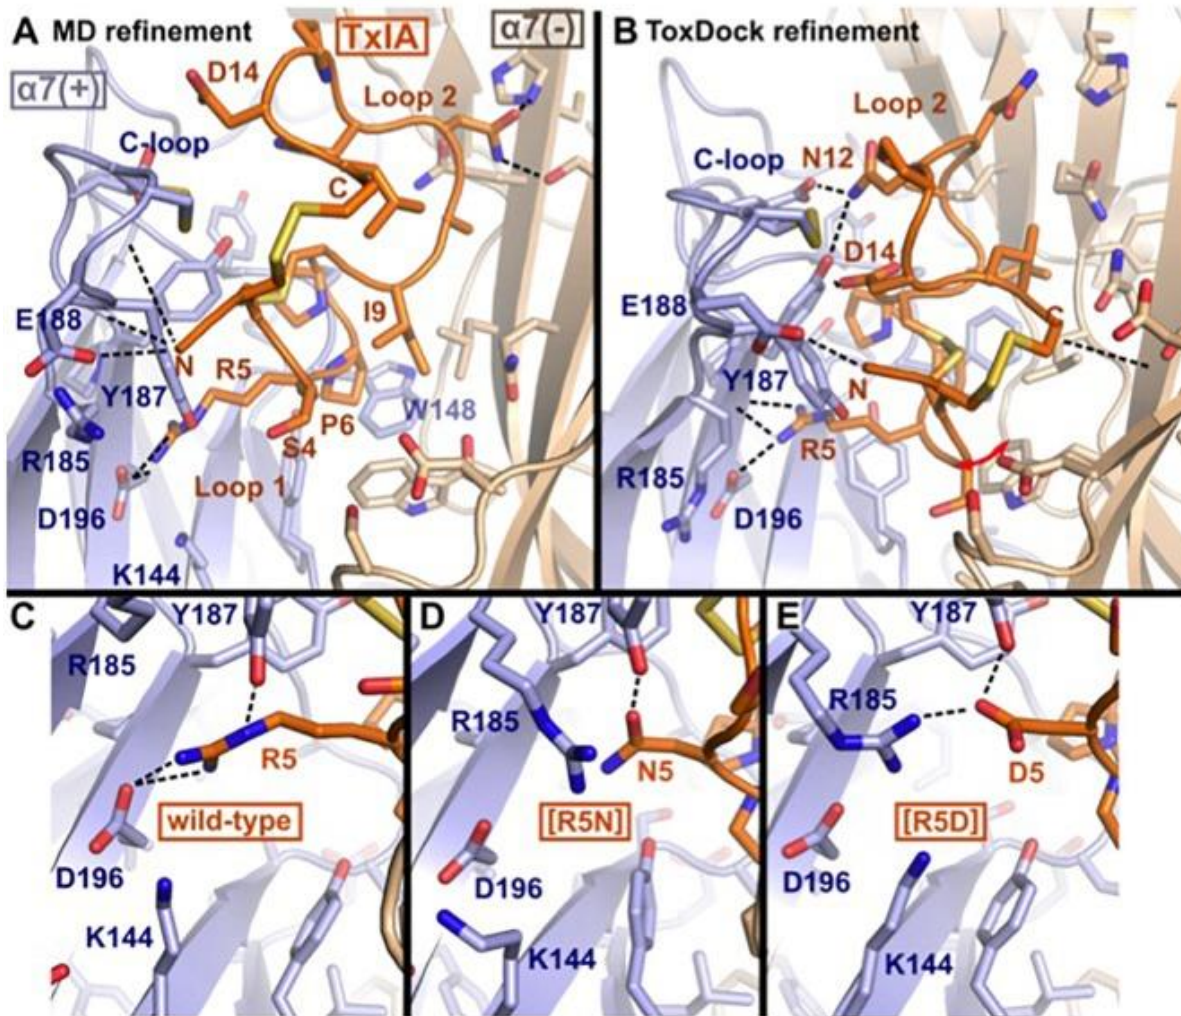 A MD refinement
TxIA
α7(-)
α7(+)
D14
Loop 2
C-loop
C
E188
N
I9
R5
Y187
W148
P6
S4
R185
Loop 1
D196
K144
B ToxDock refinement
Loop 2
C-loop
N12
D14
E188
C
Y187
N
R5
R185
D196
C
Y187
R185
R5
wild-type
D196
K144
D
Y187
R185
N5
[R5N]
D196
K144
E
Y187
R185
D5
[R5D]
D196
K144